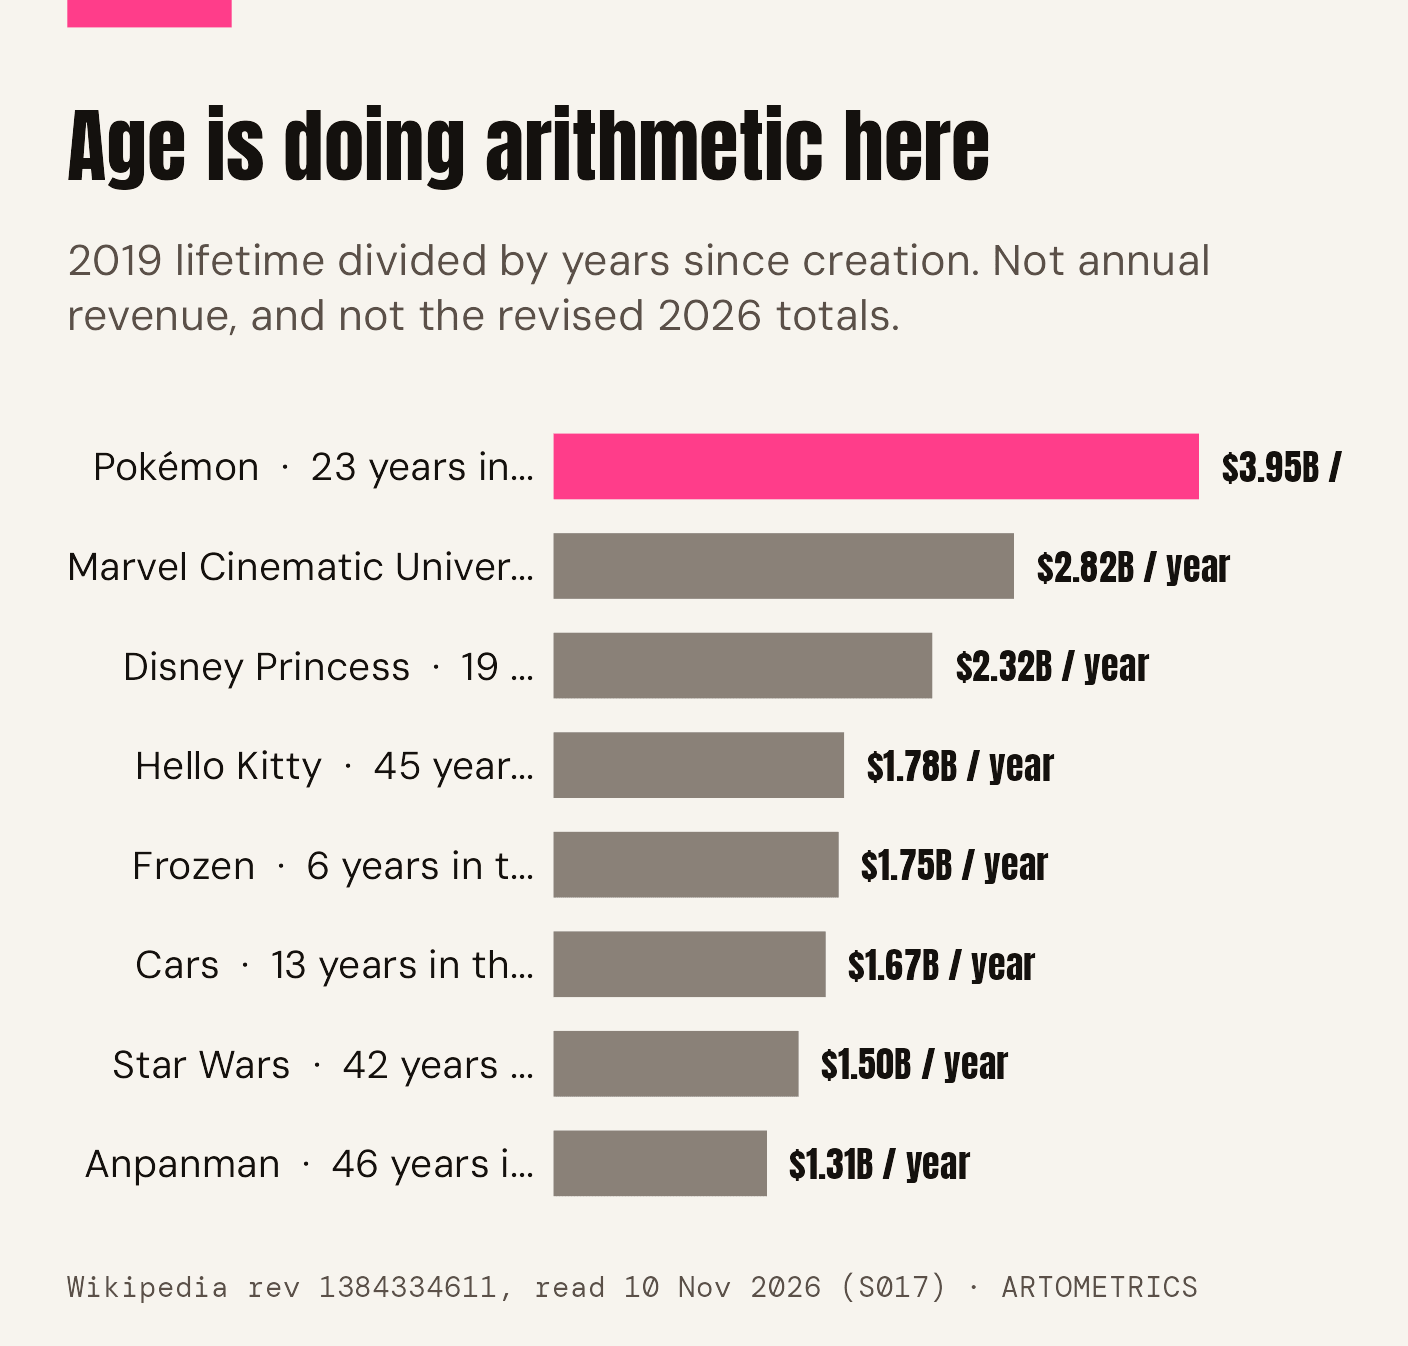 Age is doing arithmetic here
2019 lifetime divided by years since creation. Not annual
revenue, and not the revised 2026 totals.
Pokémon · 23 years in... $3.95B /
Marvel Cinematic Univer... $2.82B / year
Disney Princess · 19 ... $2.32B / year
Hello Kitty · 45 year... $1.78B / year
Frozen · 6 years in t... $1.75B / year
Cars · 13 years in th... $1.67B / year
Star Wars · 42 years ... $1.50B / year
Anpanman · 46 years i... $1.31B / year
Wikipedia rev 1384334611, read 10 Nov 2026 (S017) · ARTOMETRICS